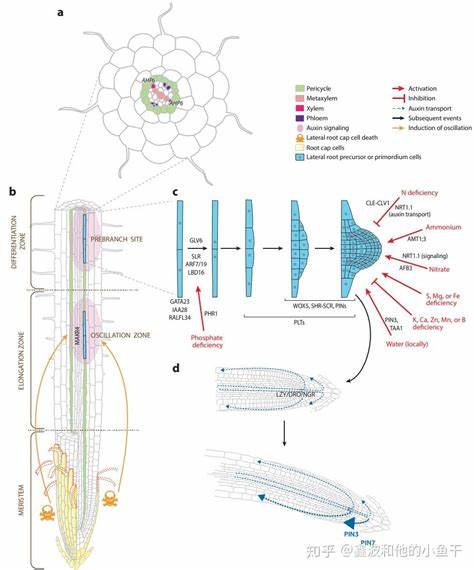 a
AHP6
AHP6
Pericycle
Metaxylem
Xylem
Phloem
Auxin signaling
Lateral root cap cell death
Root cap cells
Lateral root precursor or primordium cells
Activation
Inhibition
Auxin transport
Subsequent events
Induction of oscillation
b
DIFFERENTIATION
ZONE
ELONGATION ZONE
MERISTEM
PREBRANCH SITE
OSCILLATION ZONE
MAKR4
c
GATA23
IAA28
RALFL34
GLV6
SLR
ARF7/19
LBD16
Phosphate
deficiency
PHR1
WOX5, SHR-SCR, PINs
PLTs
CLE-CLV1
N deficiency
NRT1.1
(auxin transport)
Ammonium
AMT1;3
NRT1.1 (signaling)
Nitrate
AFB3
S, Mg, or Fe
deficiency
K, Ca, Zn, Mn, or B
deficiency
PIN3,
TAA1
Water (locally)
d
LZY/DRO/NGR
PIN3
PIN7
知乎 @鑫波和他的小鱼干